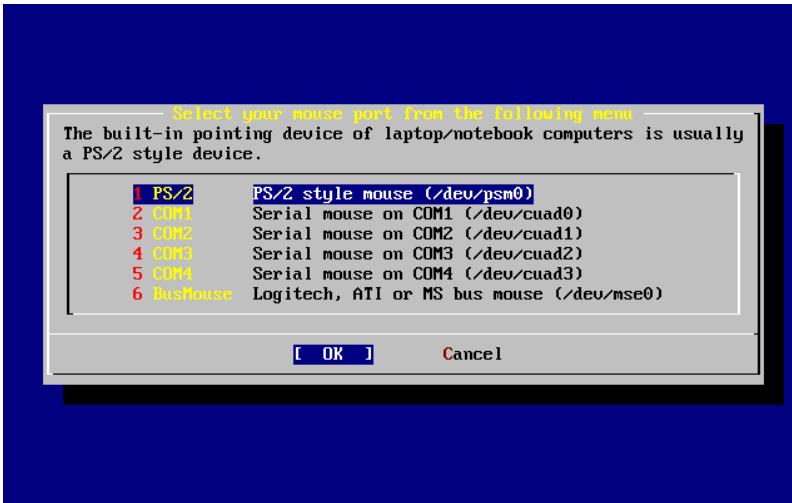 Select your mouse port from the following menu
The built-in pointing device of laptop/notebook computers is usually
a PS/2 style device.
1 PS/2 PS/2 style mouse (/dev/psm0)
2 COM1 Serial mouse on COM1 (/dev/cuad0)
3 COM2 Serial mouse on COM2 (/dev/cuad1)
4 COM3 Serial mouse on COM3 (/dev/cuad2)
5 COM4 Serial mouse on COM4 (/dev/cuad3)
6 BusMouse Logitech, ATI or MS bus mouse (/dev/mse0)
[ OK ] Cancel